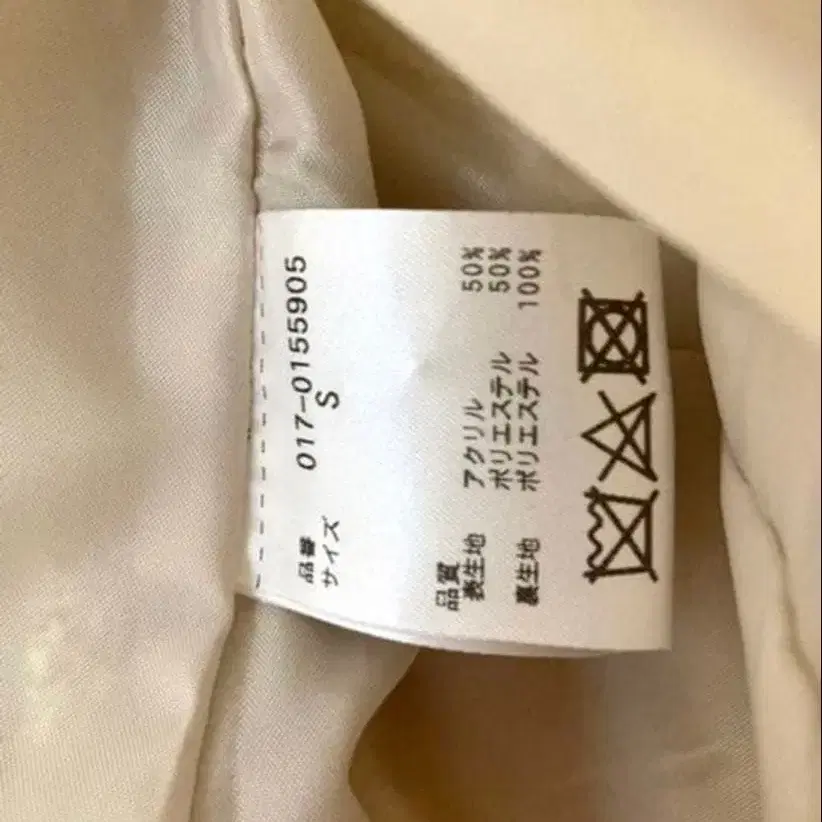 品番 017-0155905
サイズ S
品質
表生地 アクリル 50%
ポリエステル 50%
裏生地 ポリエステル 100%